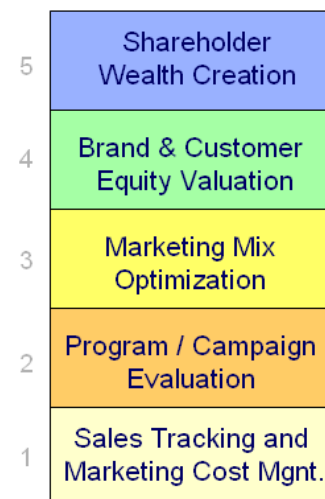 5
Shareholder
Wealth Creation
4
Brand & Customer
Equity Valuation
3
Marketing Mix
Optimization
2
Program / Campaign
Evaluation
1
Sales Tracking and
Marketing Cost Mgnt.